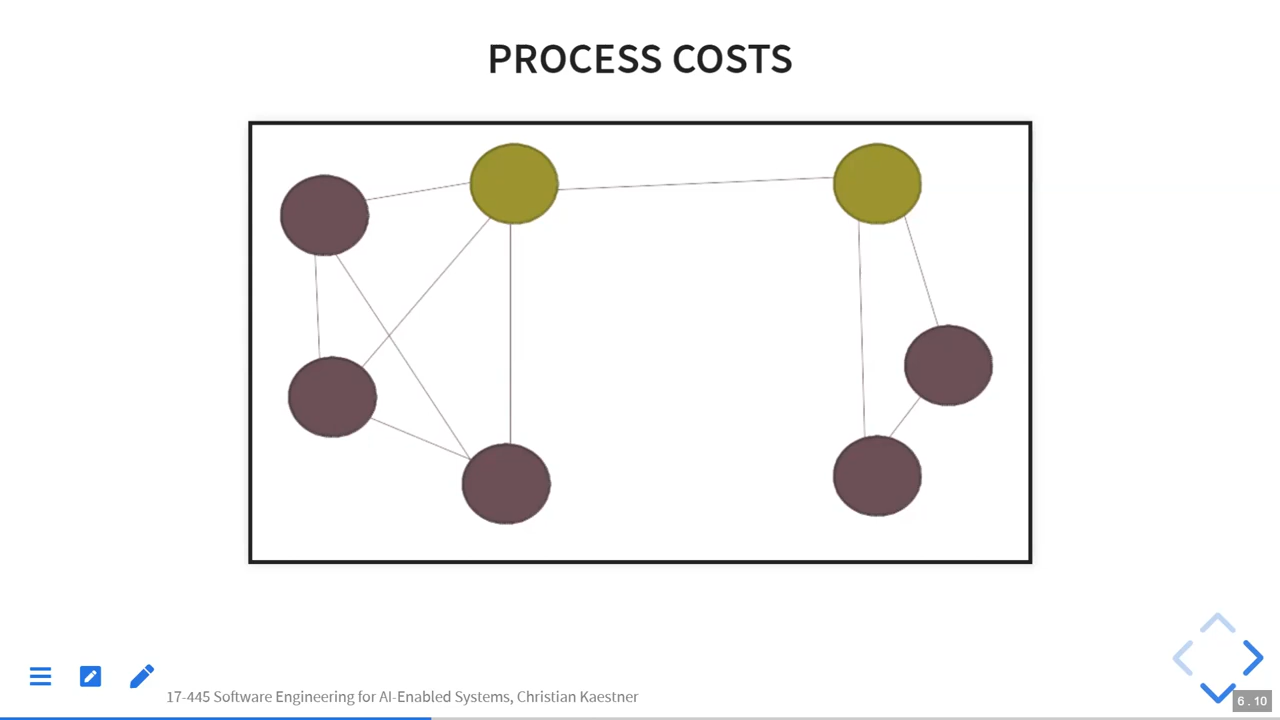 PROCESS COSTS
17-445 Software Engineering for AI-Enabled Systems, Christian Kaestner
6 . 10